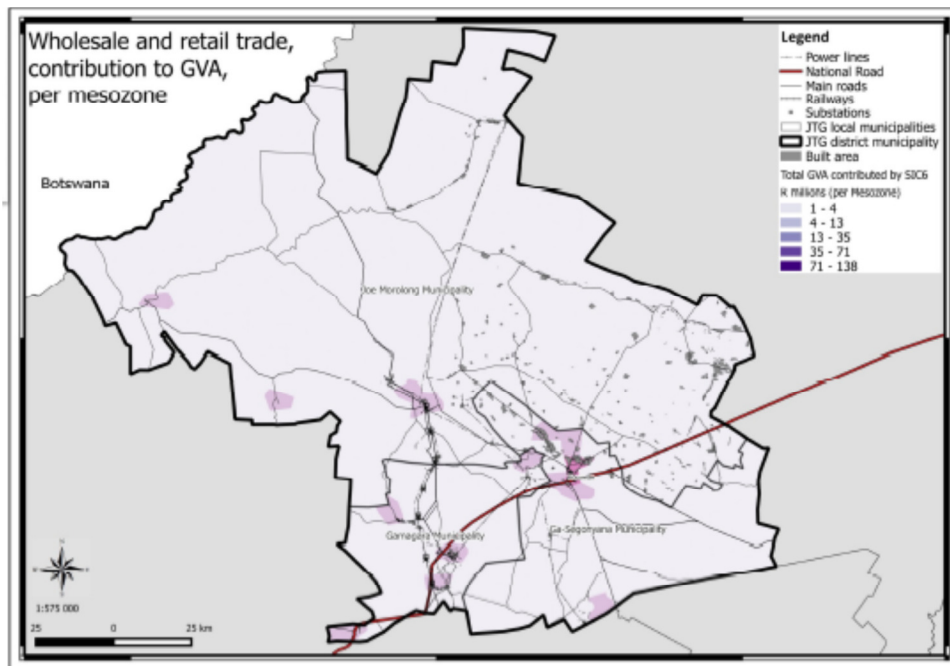 Wholesale and retail trade,
contribution to GVA,
per mesozone
Legend
Power lines
National Road
Main roads
Railways
Substations
JTG local municipalities
JTG district municipality
Built area
Total GVA contributed by SIC6
R millions (per Mesozone)
1 - 4
4 - 13
13 - 35
35 - 71
71 - 138
Botswana
Joe Morolong Municipality
Gamagara Municipality
Ga-Segonyana Municipality
N
W
E
S
1:575 000
25 0 25 km